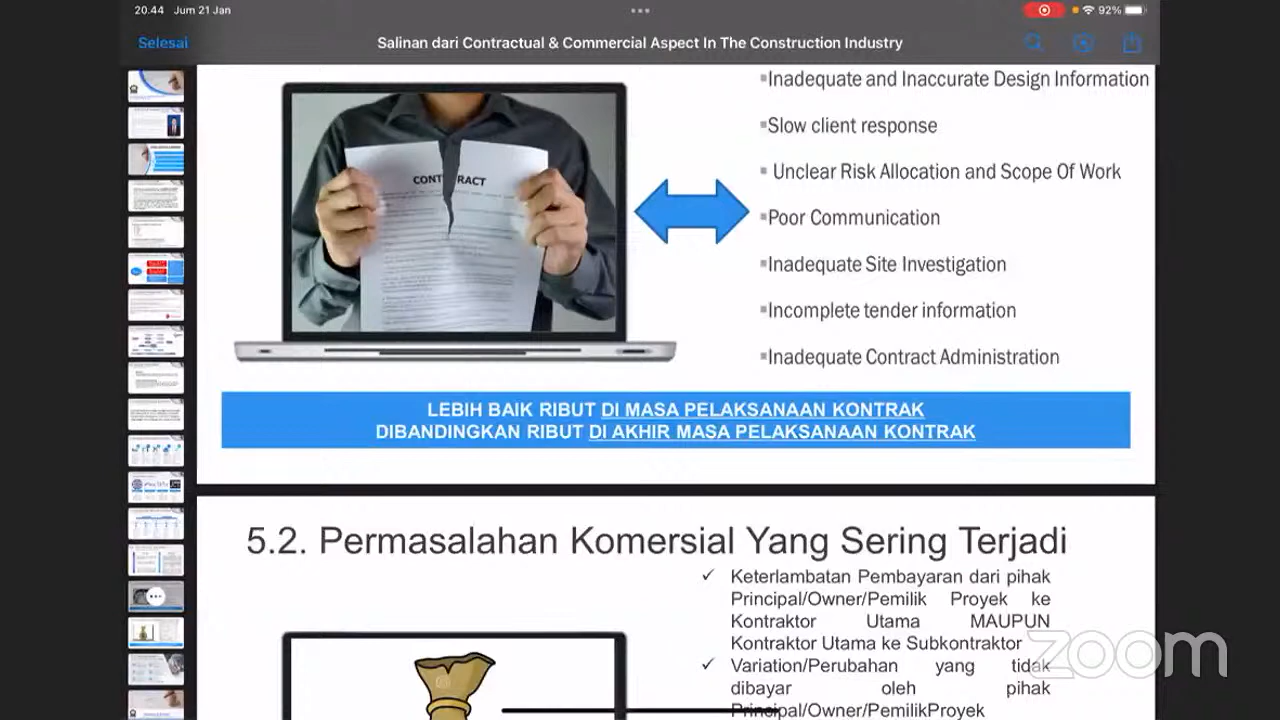 20.44 Jum 21 Jan
92%
Selesai
Salinan dari Contractual & Commercial Aspect In The Construction Industry
Inadequate and Inaccurate Design Information
Slow client response
Unclear Risk Allocation and Scope Of Work
Poor Communication
Inadequate Site Investigation
Incomplete tender information
Inadequate Contract Administration
CONTRACT
LEBIH BAIK RIBUT DI MASA PELAKSANAAN KONTRAK
DIBANDINGKAN RIBUT DI AKHIR MASA PELAKSANAAN KONTRAK
5.2. Permasalahan Komersial Yang Sering Terjadi
✓ Keterlambatan Pembayaran dari pihak
Principal/Owner/Pemilik Proyek ke
Kontraktor Utama MAUPUN
Kontraktor Utama ke Subkontraktor
✓ Variation/Perubahan yang tidak
dibayar oleh pihak
Principal/Owner/PemilikProyek
zoom